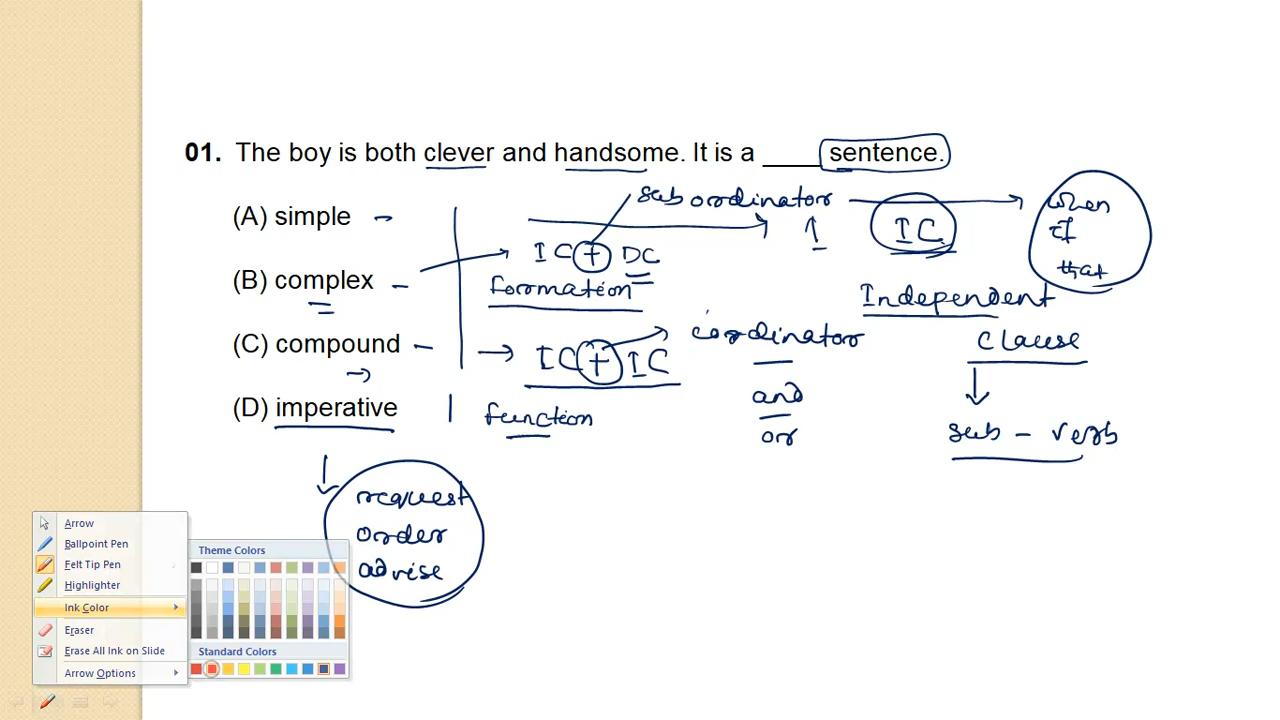 01. The boy is both clever and handsome. It is a ____ sentence.
(A) simple
(B) complex
(C) compound
(D) imperative
subordinator
IC
when
if
that
IC + DC
formation
Independent
clause
sub - verb
IC + IC
coordinator
and
or
function
request
order
advise
Arrow
Ballpoint Pen
Felt Tip Pen
Highlighter
Ink Color
Eraser
Erase All Ink on Slide
Arrow Options
Theme Colors
Standard Colors